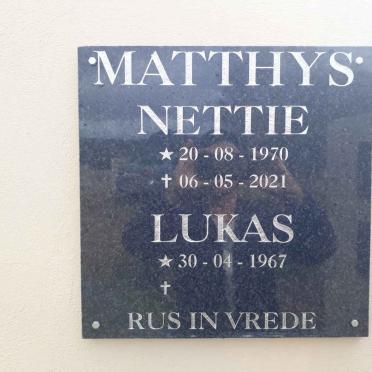 MATTHYS
NETTIE
★ 20 - 08 - 1970
✝ 06 - 05 - 2021
LUKAS
★ 30 - 04 - 1967
✝
RUS IN VREDE